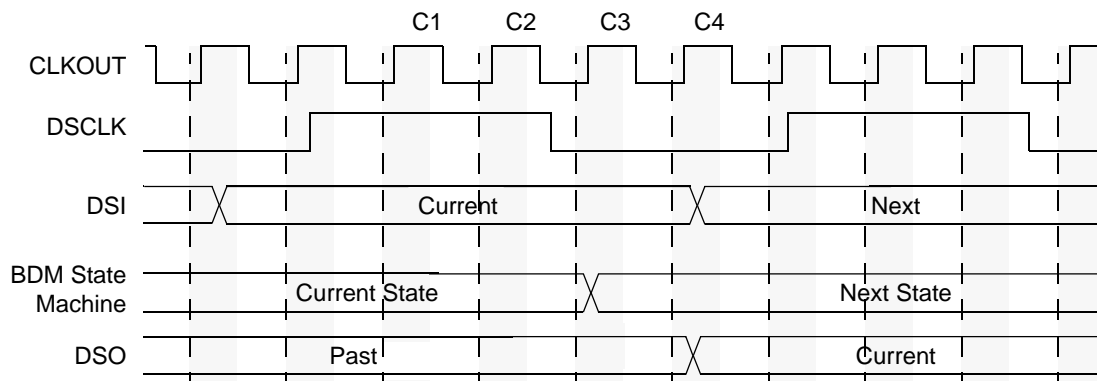 C1 C2 C3 C4
CLKOUT
DSCLK
DSI Current Next
BDM State
Machine Current State Next State
DSO Past Current